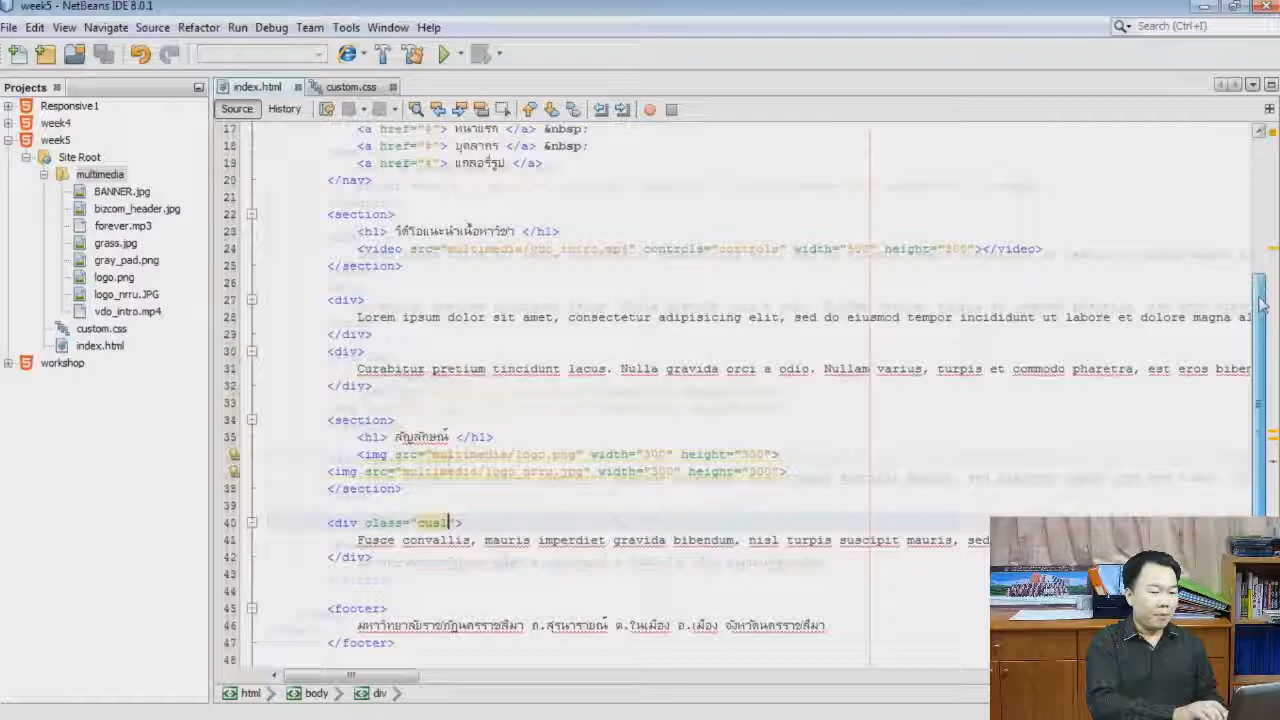 week5 - NetBeans IDE 8.0.1
File Edit View Navigate Source Refactor Run Debug Team Tools Window Help
Search (Ctrl+I)
Projects
index.html custom.css
Source History
Responsive1
week4
week5
Site Root
multimedia
BANNER.jpg
bizcom_header.jpg
forever.mp3
grass.jpg
gray_pad.png
logo.png
logo_nrru.JPG
vdo_intro.mp4
custom.css
index.html
workshop
17 <a href="#"> หน้าแรก </a> &nbsp;
18 <a href="#"> บุคลากร </a> &nbsp;
19 <a href="#"> แกลอรี่รูป </a>
20 </nav>
21
22 <section>
23 <h1> วีดีโอแนะนำเนื้อหาวิชา </h1>
24 <video src="multimedia/vdo_intro.mp4" controls="controls" width="500" height="300"></video>
25 </section>
26
27 <div>
28 Lorem ipsum dolor sit amet, consectetur adipisicing elit, sed do eiusmod tempor incididunt ut labore et dolore magna al
29 </div>
30 <div>
31 Curabitur pretium tincidunt lacus. Nulla gravida orci a odio. Nullam varius, turpis et commodo pharetra, est eros biben
32 </div>
33
34 <section>
35 <h1> สัญลักษณ์ </h1>
<img src="multimedia/logo.png" width="300" height="300">
<img src="multimedia/logo_nrru.jpg" width="300" height="300">
38 </section>
39
40 <div class="cusl">
41 Fusce convallis, mauris imperdiet gravida bibendum, nisl turpis suscipit mauris, sed
42 </div>
43
44
45 <footer>
46 มหาวิทยาลัยราชภัฏนครราชสีมา ถ.สุรนารายณ์ ต.ในเมือง อ.เมือง จังหวัดนครราชสีมา
47 </footer>
48
html body div